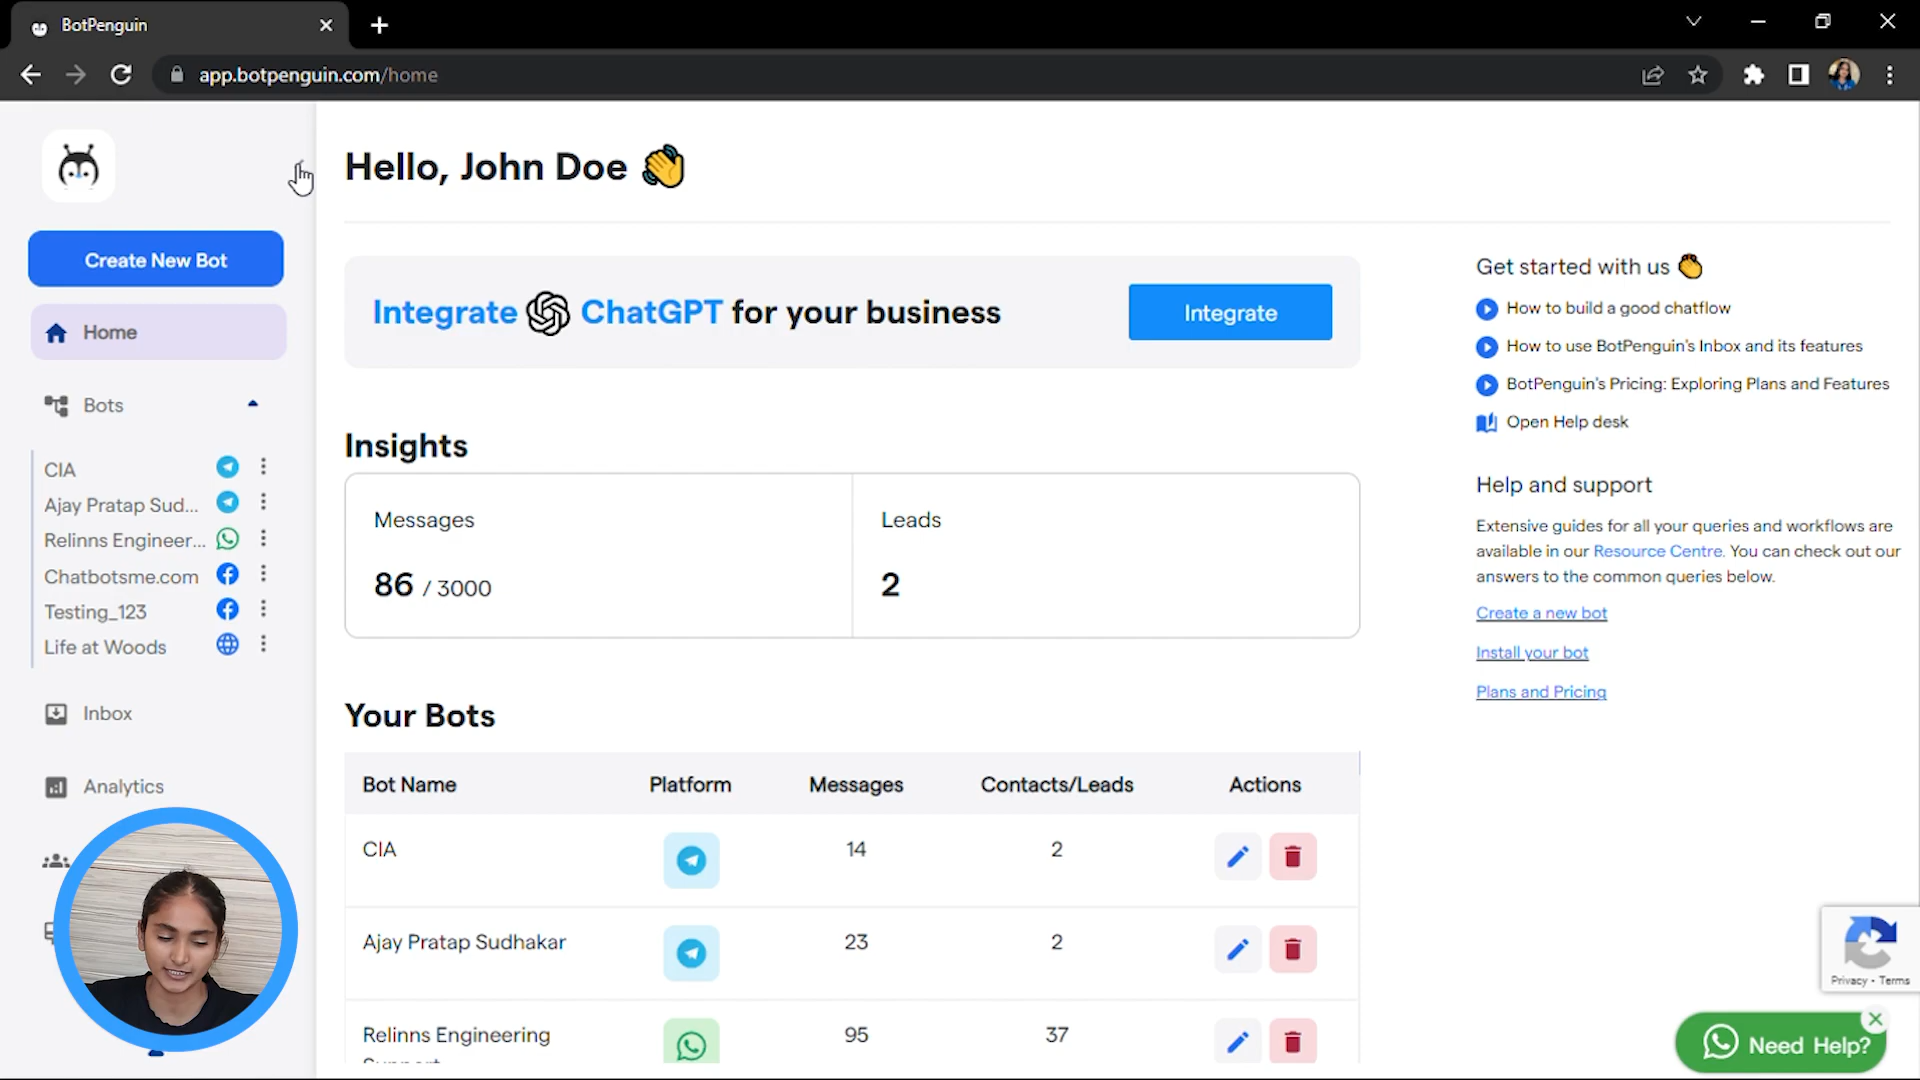 BotPenguin
app.botpenguin.com/home
Create New Bot
Home
Bots
CIA
Ajay Pratap Sud...
Relinns Engineer...
Chatbotsme.com
Testing_123
Life at Woods
Inbox
Analytics
Hello, John Doe
Integrate ChatGPT for your business
Integrate
Insights
Messages
86 / 3000
Leads
2
Your Bots
Bot Name Platform Messages Contacts/Leads Actions
CIA 14 2
Ajay Pratap Sudhakar 23 2
Relinns Engineering 95 37
Get started with us
How to build a good chatflow
How to use BotPenguin's Inbox and its features
BotPenguin's Pricing: Exploring Plans and Features
Open Help desk
Help and support
Extensive guides for all your queries and workflows are
available in our Resource Centre. You can check out our
answers to the common queries below.
Create a new bot
Install your bot
Plans and Pricing
Privacy - Terms
Need Help?